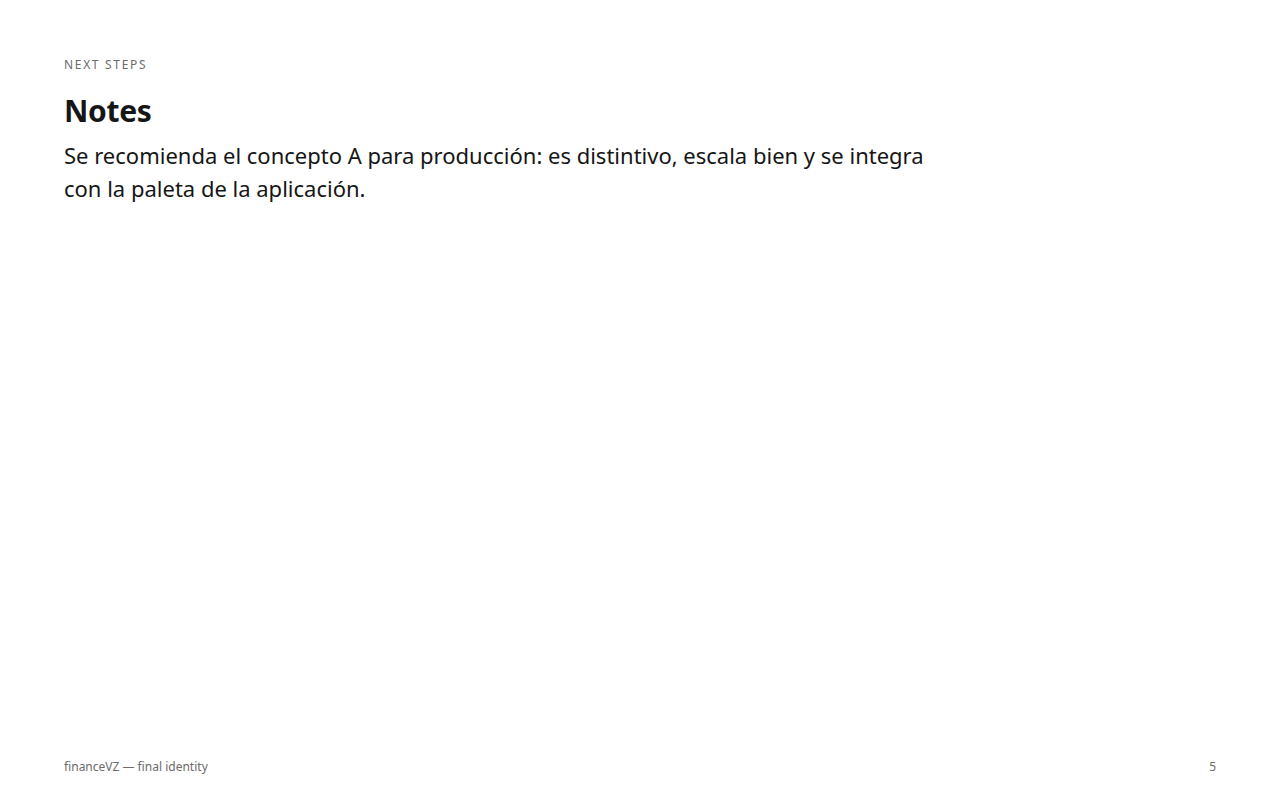 NEXT STEPS
Notes
Se recomienda el concepto A para producción: es distintivo, escala bien y se integra
con la paleta de la aplicación.
financeVZ — final identity
5